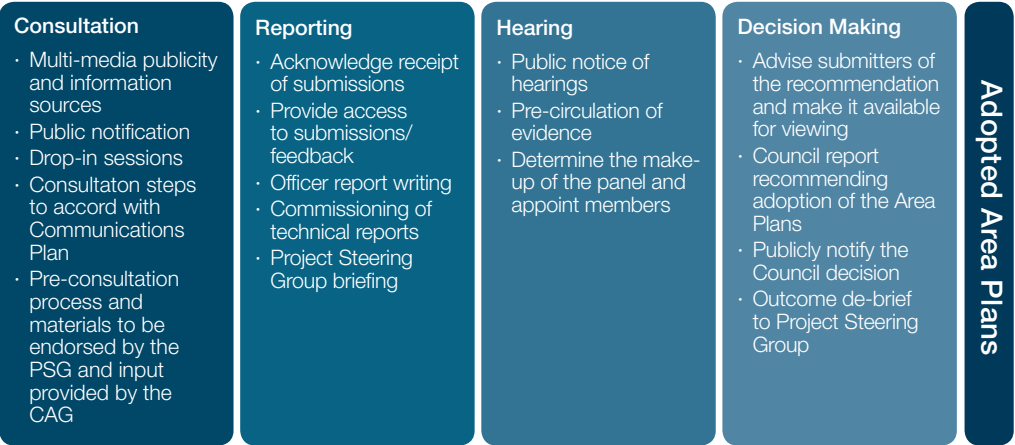 Consultation
· Multi-media publicity
and information
sources
· Public notification
· Drop-in sessions
· Consultaton steps
to accord with
Communications
Plan
· Pre-consultation
process and
materials to be
endorsed by the
PSG and input
provided by the
CAG
Reporting
· Acknowledge receipt
of submissions
· Provide access
to submissions/
feedback
· Officer report writing
· Commissioning of
technical reports
· Project Steering
Group briefing
Hearing
· Public notice of
hearings
· Pre-circulation of
evidence
· Determine the make-
up of the panel and
appoint members
Decision Making
· Advise submitters of
the recommendation
and make it available
for viewing
· Council report
recommending
adoption of the Area
Plans
· Publicly notify the
Council decision
· Outcome de-brief
to Project Steering
Group
Adopted Area Plans